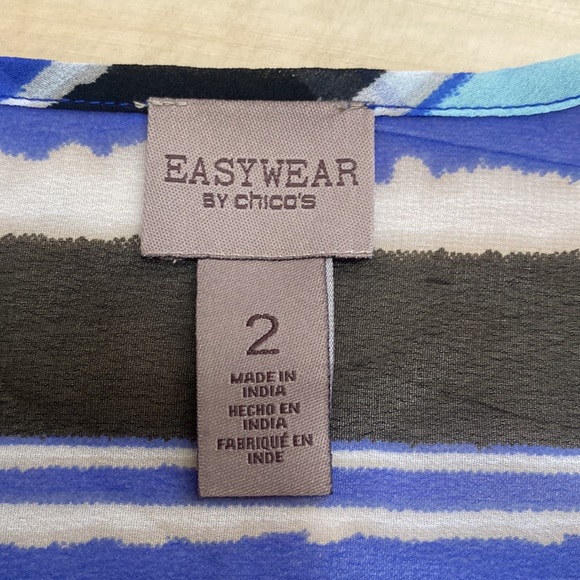 EASYWEAR
BY chico's
2
MADE IN
INDIA
HECHO EN
INDIA
FABRIQUÉ EN
INDE